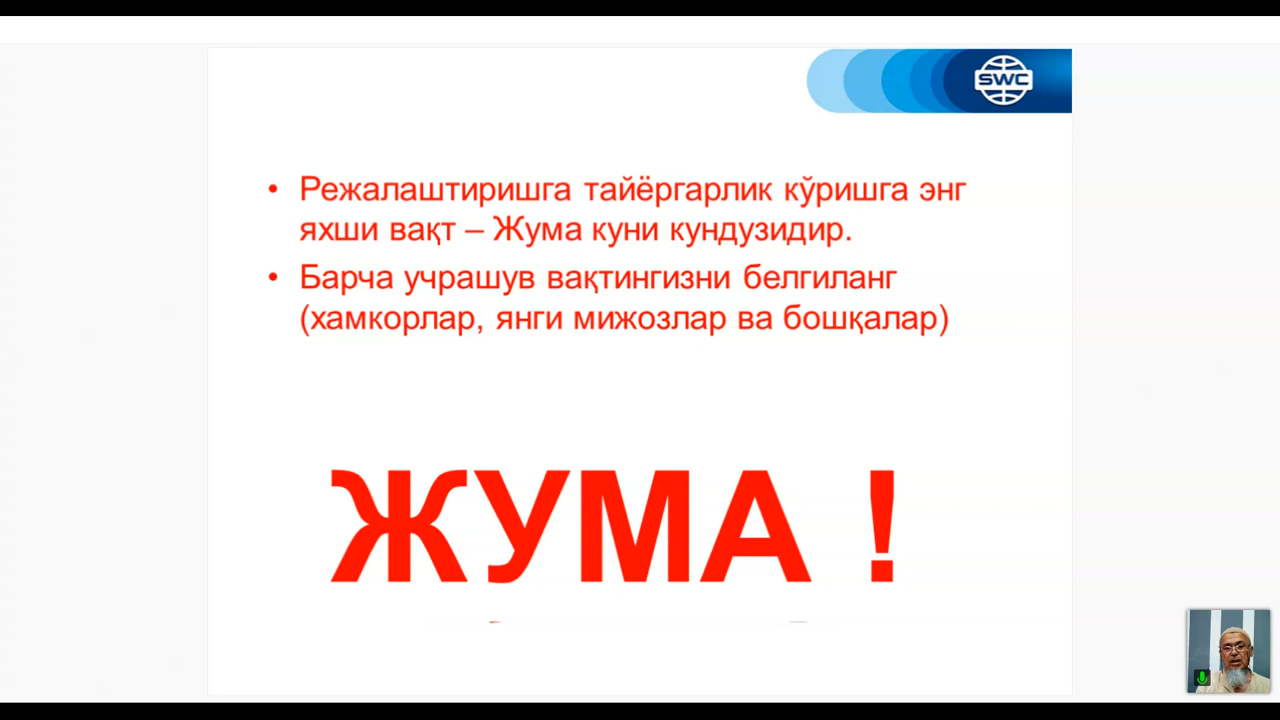 SWC
• Режалаштиришга тайёргарлик кўришга энг
яхши вақт – Жума куни кундузидир.
• Барча учрашув вақтингизни белгиланг
(хамкорлар, янги мижозлар ва бошқалар)
ЖУМА !